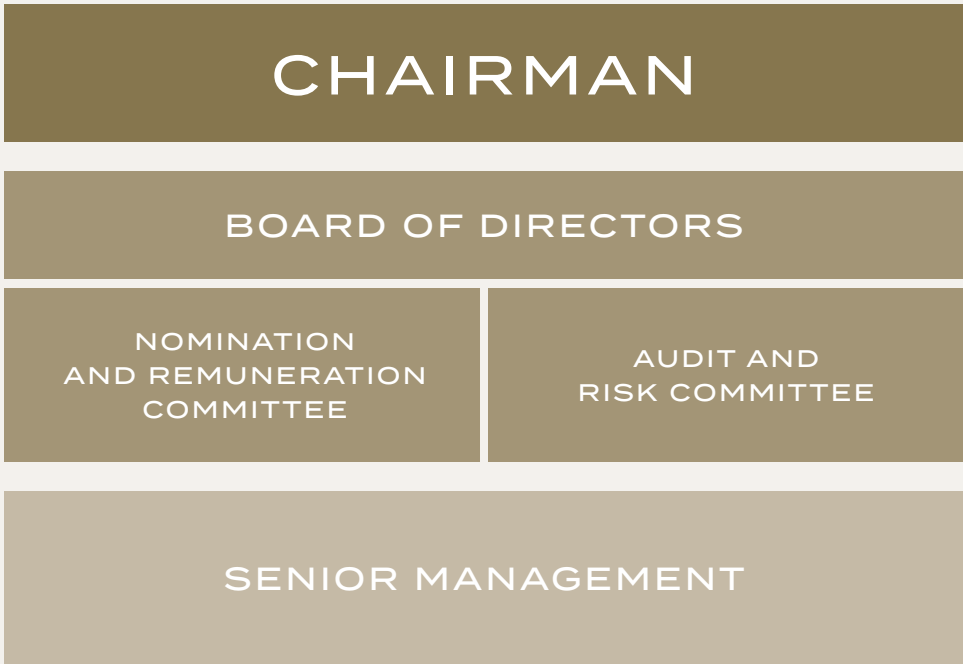 CHAIRMAN
BOARD OF DIRECTORS
NOMINATION
AND REMUNERATION
COMMITTEE
AUDIT AND
RISK COMMITTEE
SENIOR MANAGEMENT